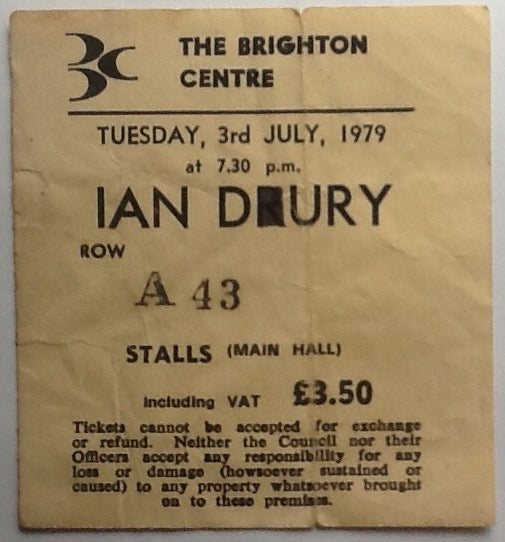 THE BRIGHTON
CENTRE
TUESDAY, 3rd JULY, 1979
at 7.30 p.m.
IAN DRURY
ROW
A 43
STALLS (MAIN HALL)
including VAT £3.50
Tickets cannot be accepted for exchange
or refund. Neither the Council nor their
Officers accept any responsibility for any
loss or damage (howsoever sustained or
caused) to any property whatsoever brought
on to these premises.